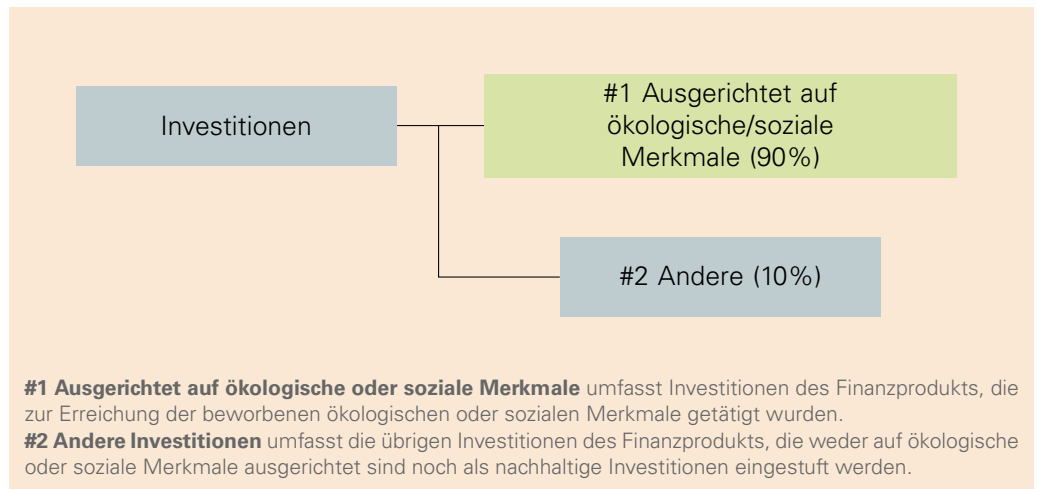 Investitionen
#1 Ausgerichtet auf
ökologische/soziale
Merkmale (90%)
#2 Andere (10%)
#1 Ausgerichtet auf ökologische oder soziale Merkmale umfasst Investitionen des Finanzprodukts, die
zur Erreichung der beworbenen ökologischen oder sozialen Merkmale getätigt wurden.
#2 Andere Investitionen umfasst die übrigen Investitionen des Finanzprodukts, die weder auf ökologische
oder soziale Merkmale ausgerichtet sind noch als nachhaltige Investitionen eingestuft werden.